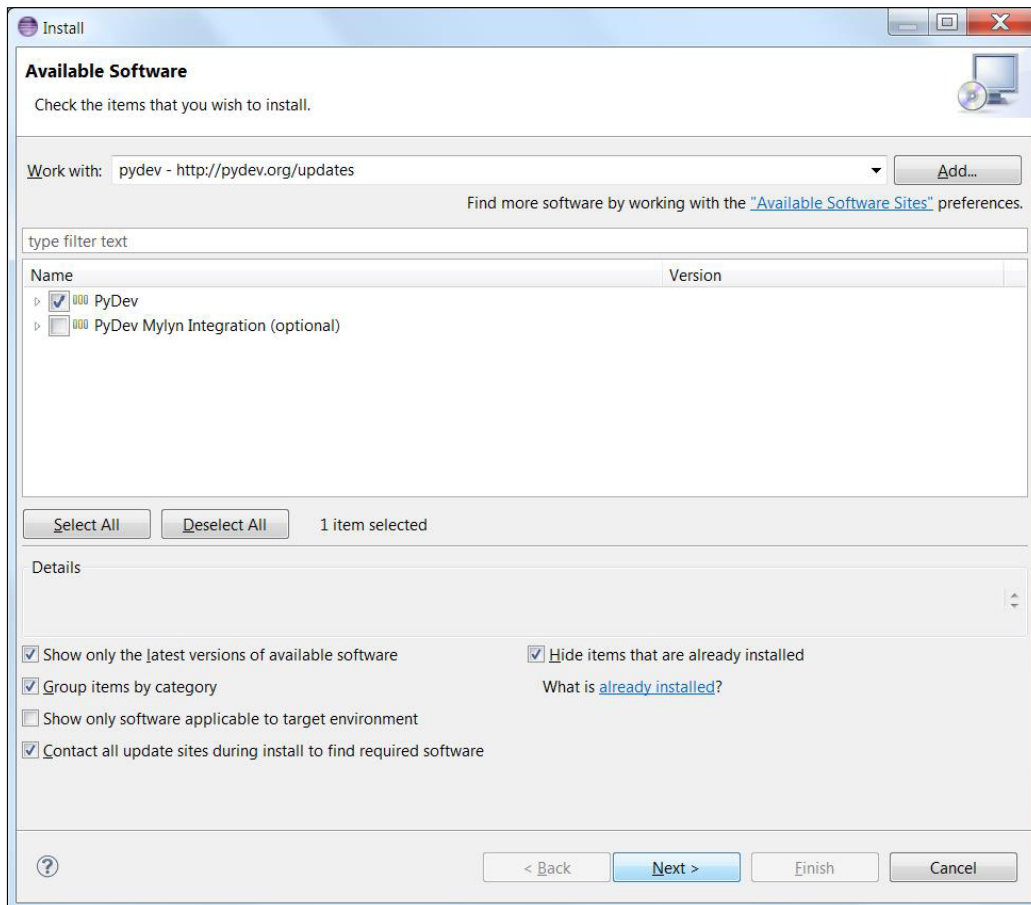 Install
Available Software
Check the items that you wish to install.
Work with: pydev - http://pydev.org/updates Add...
Find more software by working with the "Available Software Sites" preferences.
type filter text
Name Version
PyDev
PyDev Mylyn Integration (optional)
Select All Deselect All 1 item selected
Details
Show only the latest versions of available software Hide items that are already installed
Group items by category What is already installed?
Show only software applicable to target environment
Contact all update sites during install to find required software
? < Back Next > Finish Cancel